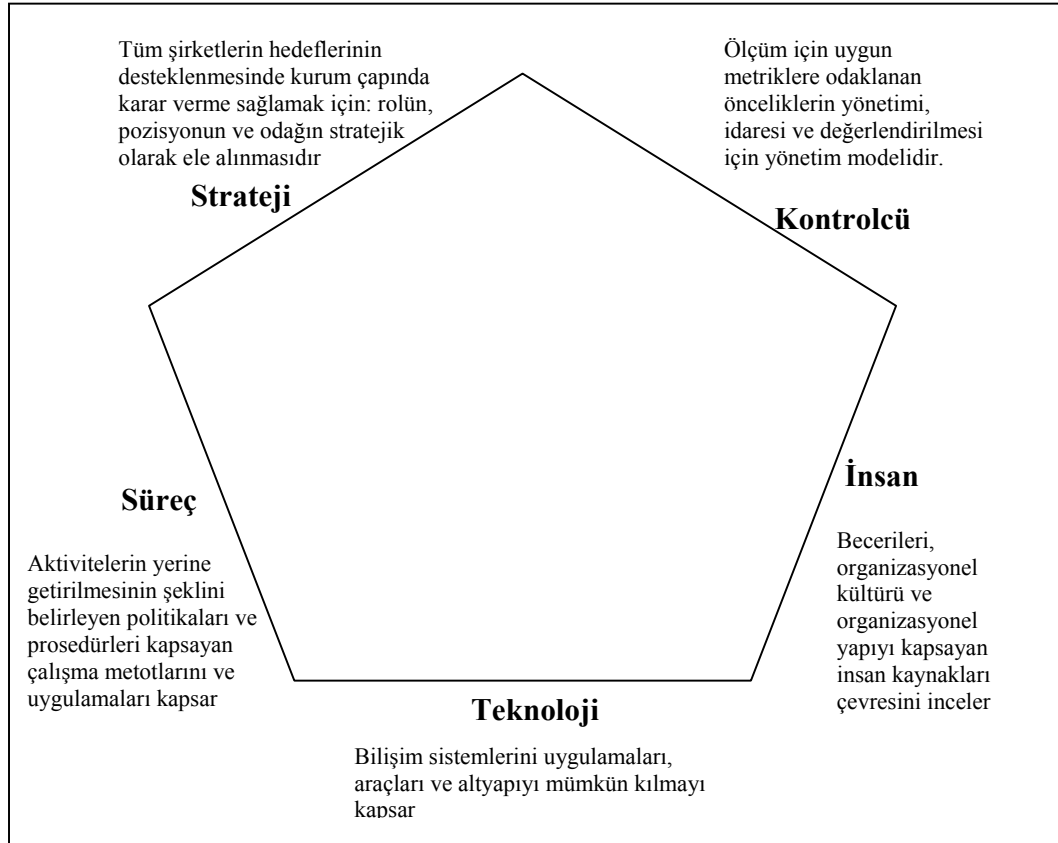 Tüm şirketlerin hedeflerinin
desteklenmesinde kurum çapında
karar verme sağlamak için: rolün,
pozisyonun ve odağın stratejik
olarak ele alınmasıdır
Strateji
Ölçüm için uygun
metriklere odaklanan
önceliklerin yönetimi,
idaresi ve değerlendirilmesi
için yönetim modelidir.
Kontrolcü
Süreç
Aktivitelerin yerine
getirilmesinin şeklini
belirleyen politikaları ve
prosedürleri kapsayan
çalışma metotlarını ve
uygulamaları kapsar
İnsan
Becerileri,
organizasyonel
kültürü ve
organizasyonel
yapıyı kapsayan
insan kaynakları
çevresini inceler
Teknoloji
Bilişim sistemlerini uygulamaları,
araçları ve altyapıyı mümkün kılmayı
kapsar